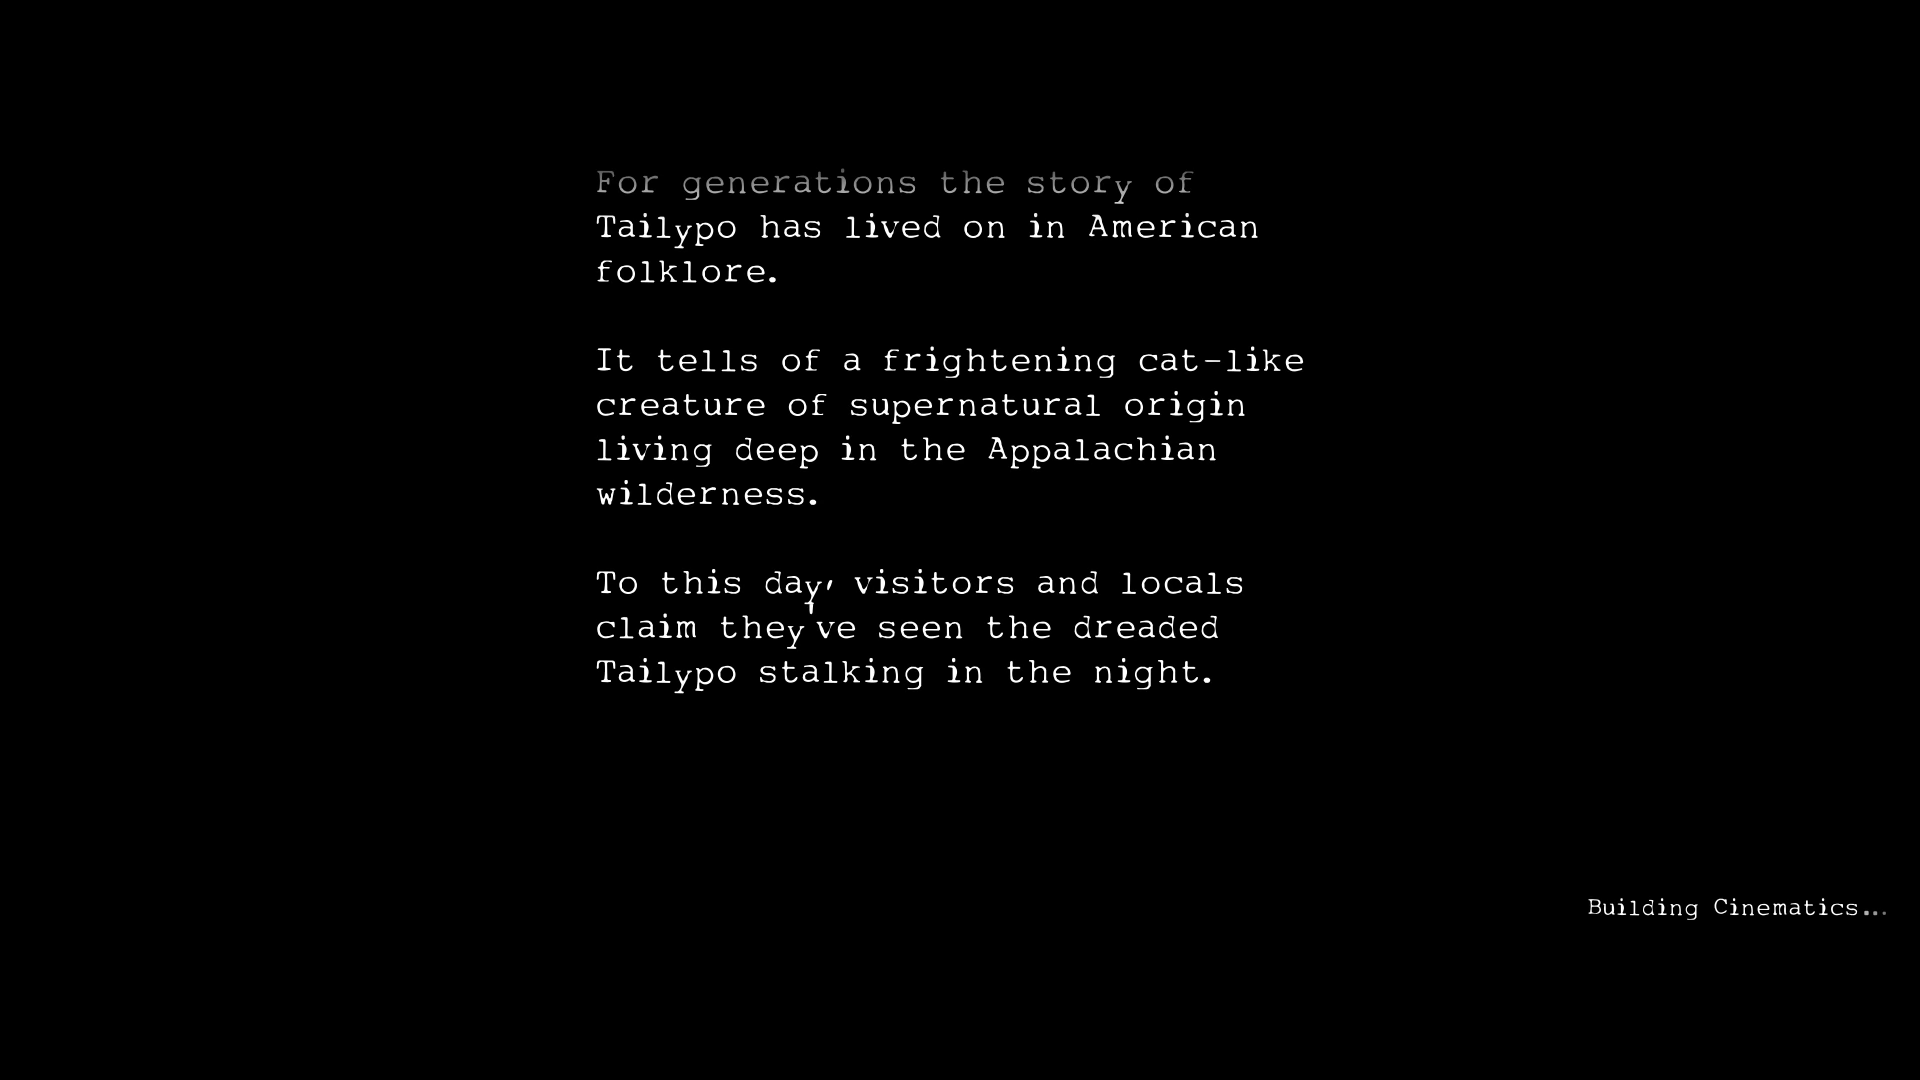 For generations the story of
Tailypo has lived on in American
folklore.
It tells of a frightening cat-like
creature of supernatural origin
living deep in the Appalachian
wilderness.
To this day, visitors and locals
claim they've seen the dreaded
Tailypo stalking in the night.
Building Cinematics...